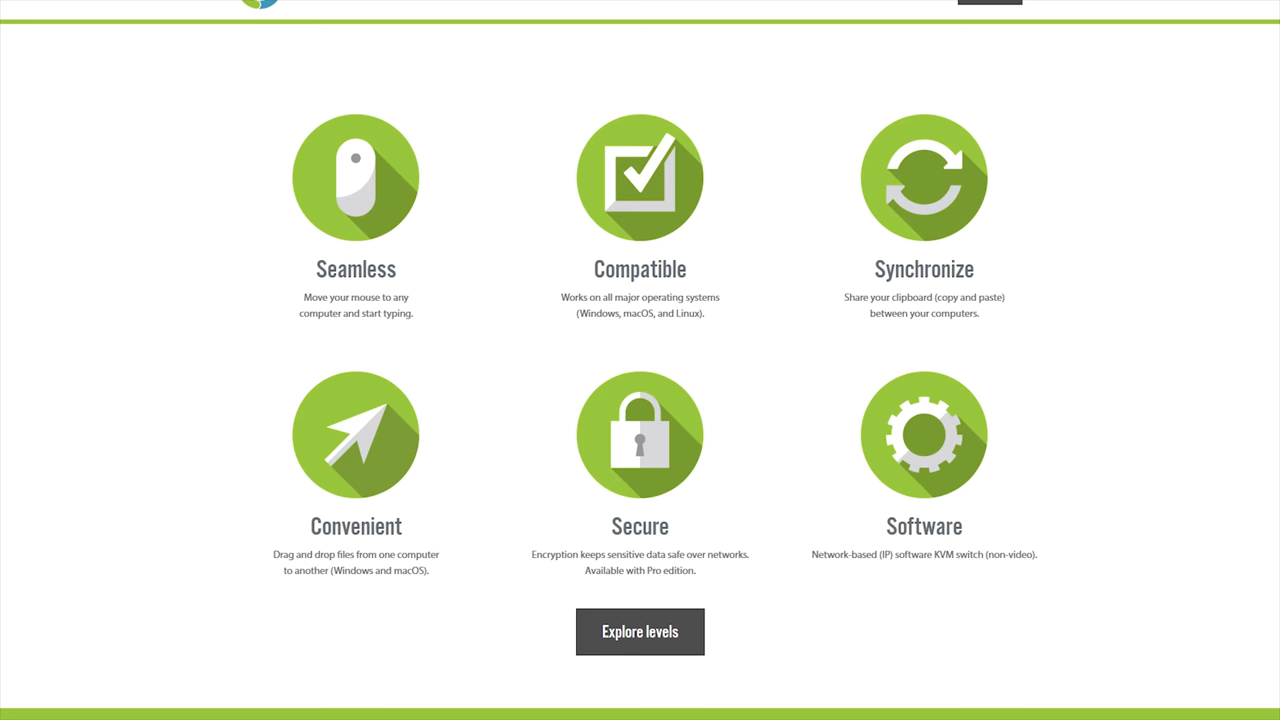 Seamless
Move your mouse to any
computer and start typing.
Compatible
Works on all major operating systems
(Windows, macOS, and Linux).
Synchronize
Share your clipboard (copy and paste)
between your computers.
Convenient
Drag and drop files from one computer
to another (Windows and macOS).
Secure
Encryption keeps sensitive data safe over networks.
Available with Pro edition.
Software
Network-based (IP) software KVM switch (non-video).
Explore levels